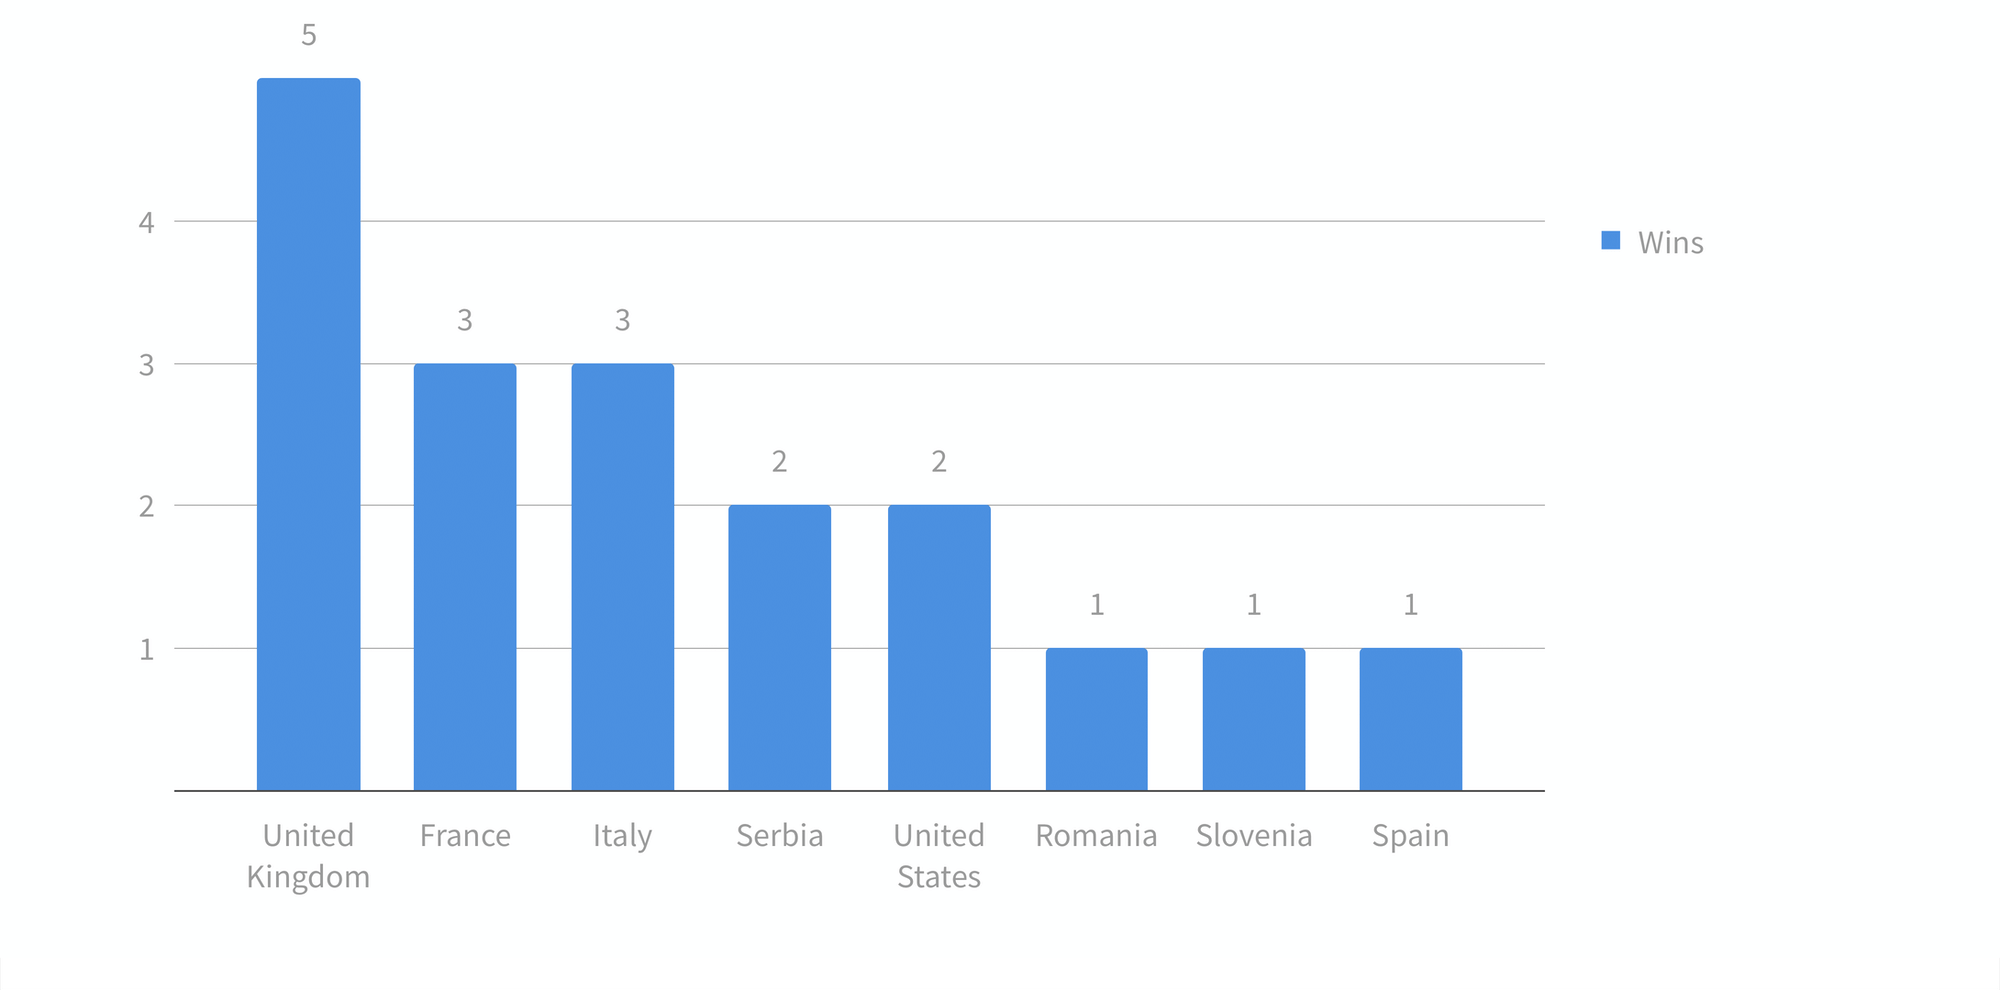 5
4
Wins
3
3
3
2
2
2
1
1
1
1
United Kingdom
France
Italy
Serbia
United States
Romania
Slovenia
Spain